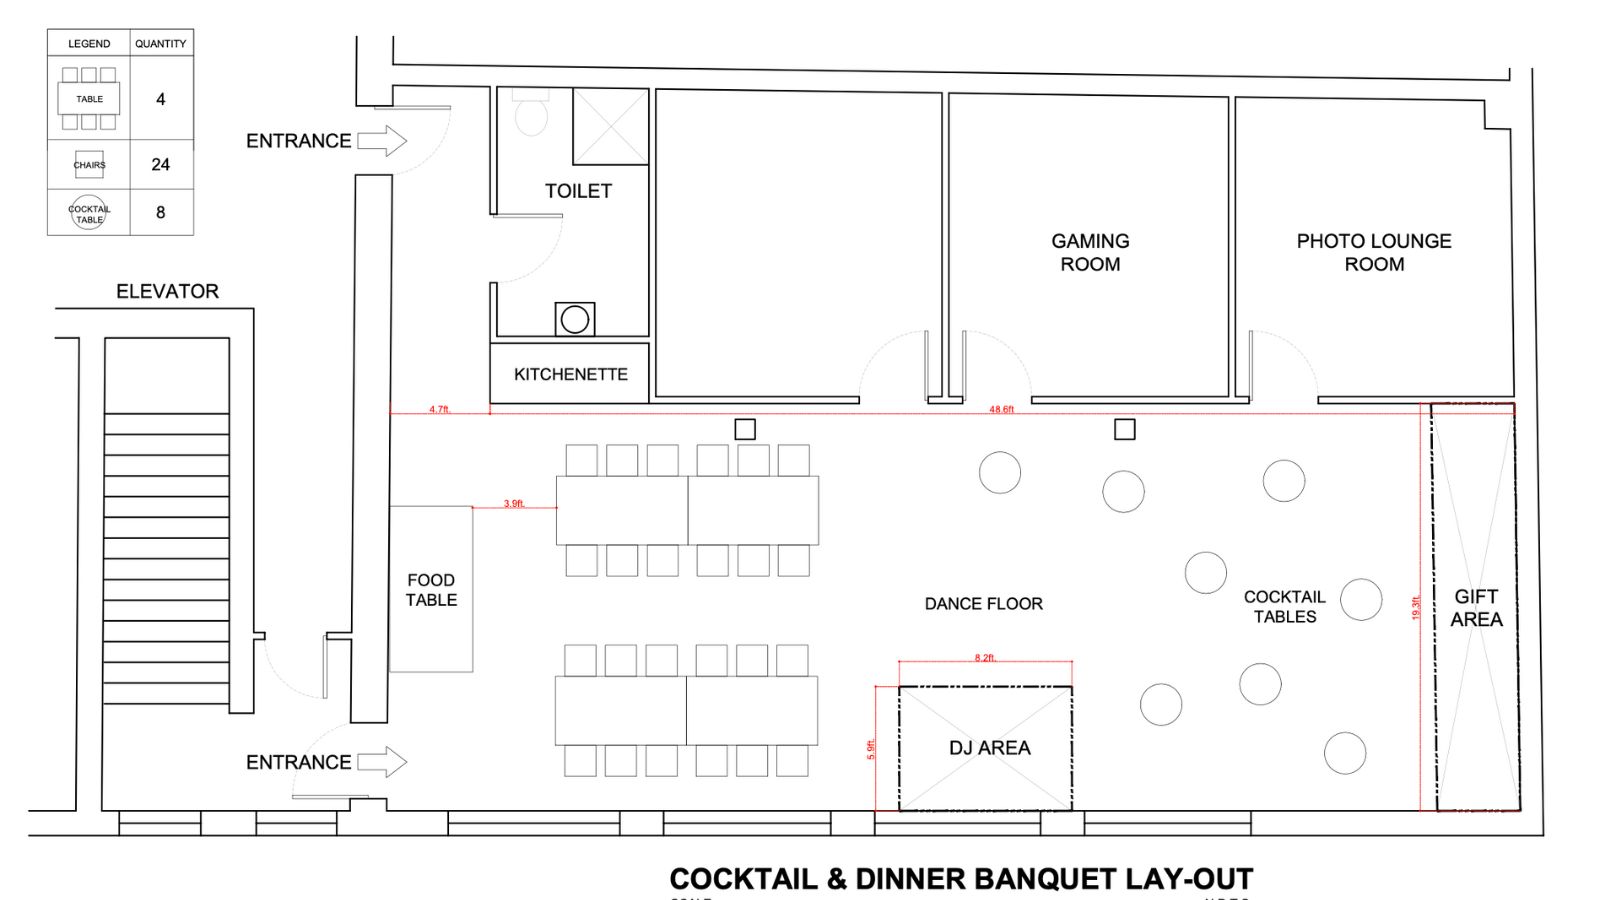 LEGEND QUANTITY
TABLE 4
CHAIRS 24
COCKTAIL
TABLE 8
ENTRANCE
TOILET
GAMING
ROOM
PHOTO LOUNGE
ROOM
ELEVATOR
KITCHENETTE
4.7ft. 48.6ft
3.9ft.
FOOD
TABLE
DANCE FLOOR
COCKTAIL
TABLES
19.3ft.
GIFT
AREA
8.2ft.
5.9ft.
DJ AREA
ENTRANCE
COCKTAIL & DINNER BANQUET LAY-OUT